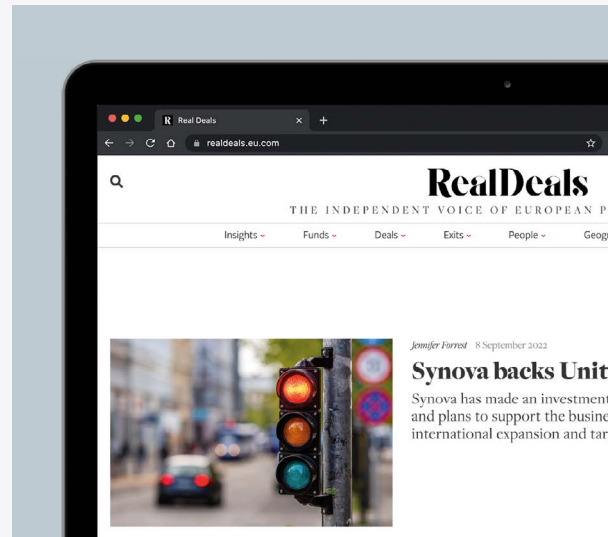 Real Deals
realdeals.eu.com
RealDeals
THE INDEPENDENT VOICE OF EUROPEAN P
Insights Funds Deals Exits People Geogr
Jennifer Forrest 8 September 2022
Synova backs Unit
Synova has made an investment
and plans to support the busine
international expansion and tar